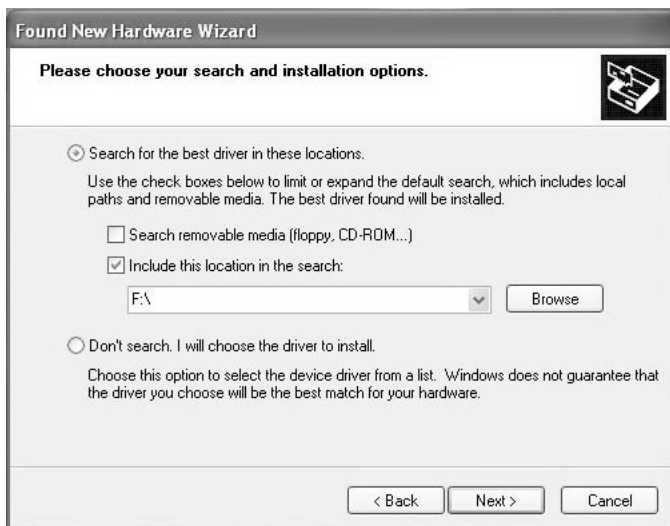 Found New Hardware Wizard
Please choose your search and installation options.
Search for the best driver in these locations.
Use the check boxes below to limit or expand the default search, which includes local
paths and removable media. The best driver found will be installed.
Search removable media (floppy, CD-ROM...)
Include this location in the search:
F:\
Browse
Don't search. I will choose the driver to install.
Choose this option to select the device driver from a list. Windows does not guarantee that
the driver you choose will be the best match for your hardware.
< Back Next > Cancel